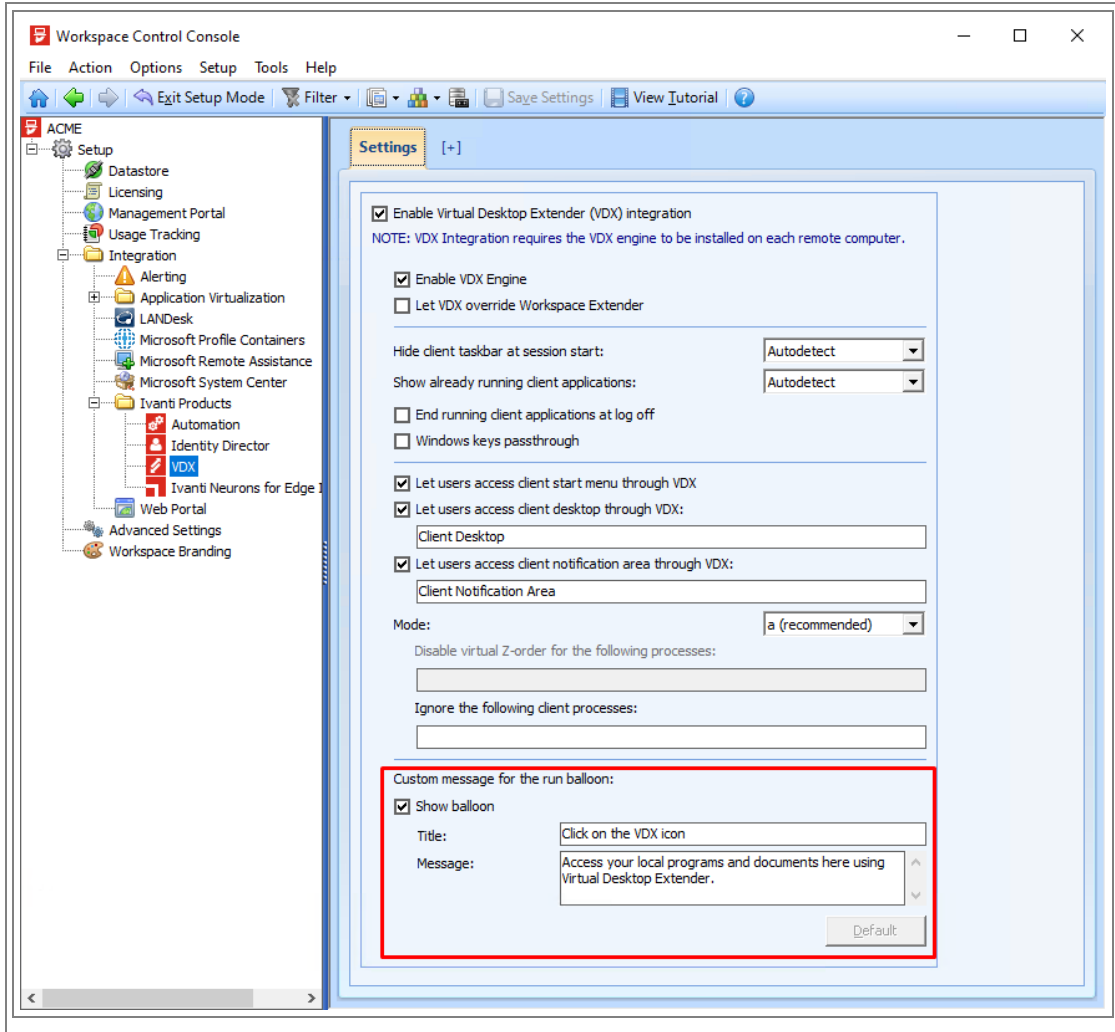 Workspace Control Console
File Action Options Setup Tools Help
Exit Setup Mode Filter Save Settings View Tutorial
ACME
Setup
Datastore
Licensing
Management Portal
Usage Tracking
Integration
Alerting
Application Virtualization
LANDesk
Microsoft Profile Containers
Microsoft Remote Assistance
Microsoft System Center
Ivanti Products
Automation
Identity Director
VDX
Ivanti Neurons for Edge I
Web Portal
Advanced Settings
Workspace Branding
Settings [+]
Enable Virtual Desktop Extender (VDX) integration
NOTE: VDX Integration requires the VDX engine to be installed on each remote computer.
Enable VDX Engine
Let VDX override Workspace Extender
Hide client taskbar at session start: Autodetect
Show already running client applications: Autodetect
End running client applications at log off
Windows keys passthrough
Let users access client start menu through VDX
Let users access client desktop through VDX:
Client Desktop
Let users access client notification area through VDX:
Client Notification Area
Mode: a (recommended)
Disable virtual Z-order for the following processes:
Ignore the following client processes:
Custom message for the run balloon:
Show balloon
Title: Click on the VDX icon
Message: Access your local programs and documents here using
Virtual Desktop Extender.
Default